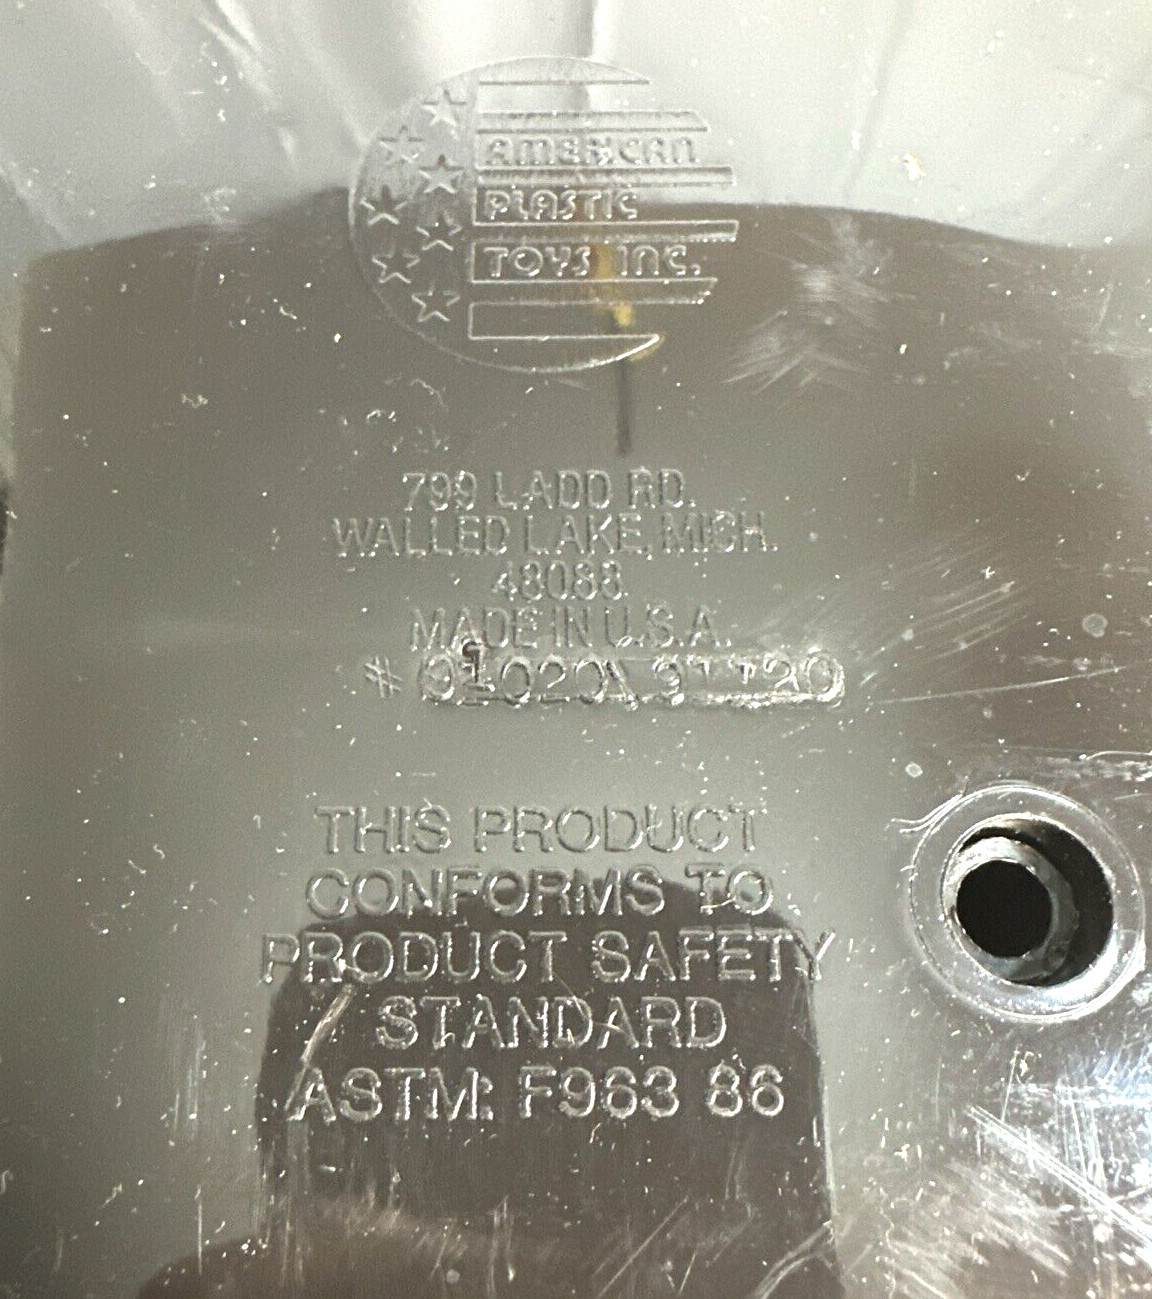 AMERICAN
PLASTIC
TOYS INC.
799 LADD RD.
WALLED LAKE, MICH.
48088
MADE IN U.S.A.
THIS PRODUCT
CONFORMS TO
PRODUCT SAFETY
STANDARD
ASTM: F963 86